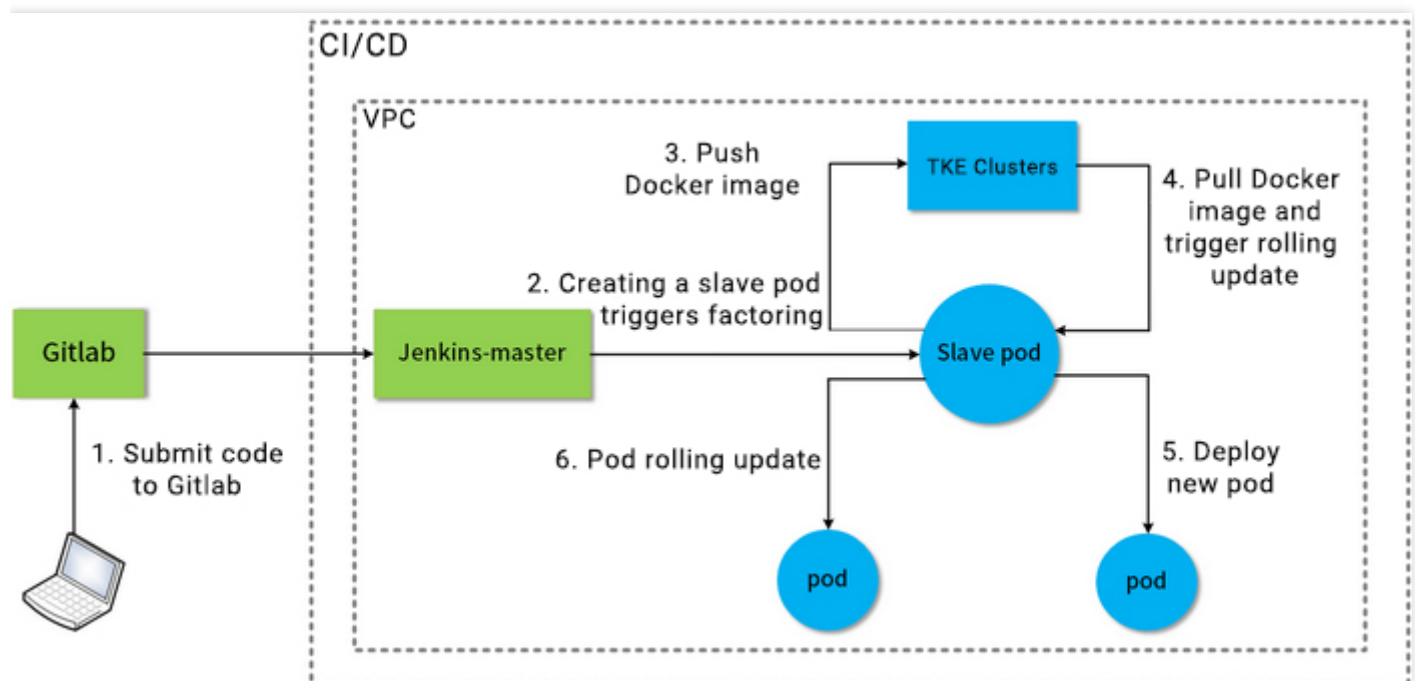 CI/CD
VPC
3. Push
Docker image
TKE Clusters
4. Pull Docker
image and
trigger rolling
update
2. Creating a slave pod
triggers factoring
Gitlab
Jenkins-master
Slave pod
1. Submit code
to Gitlab
6. Pod rolling update
5. Deploy
new pod
pod
pod